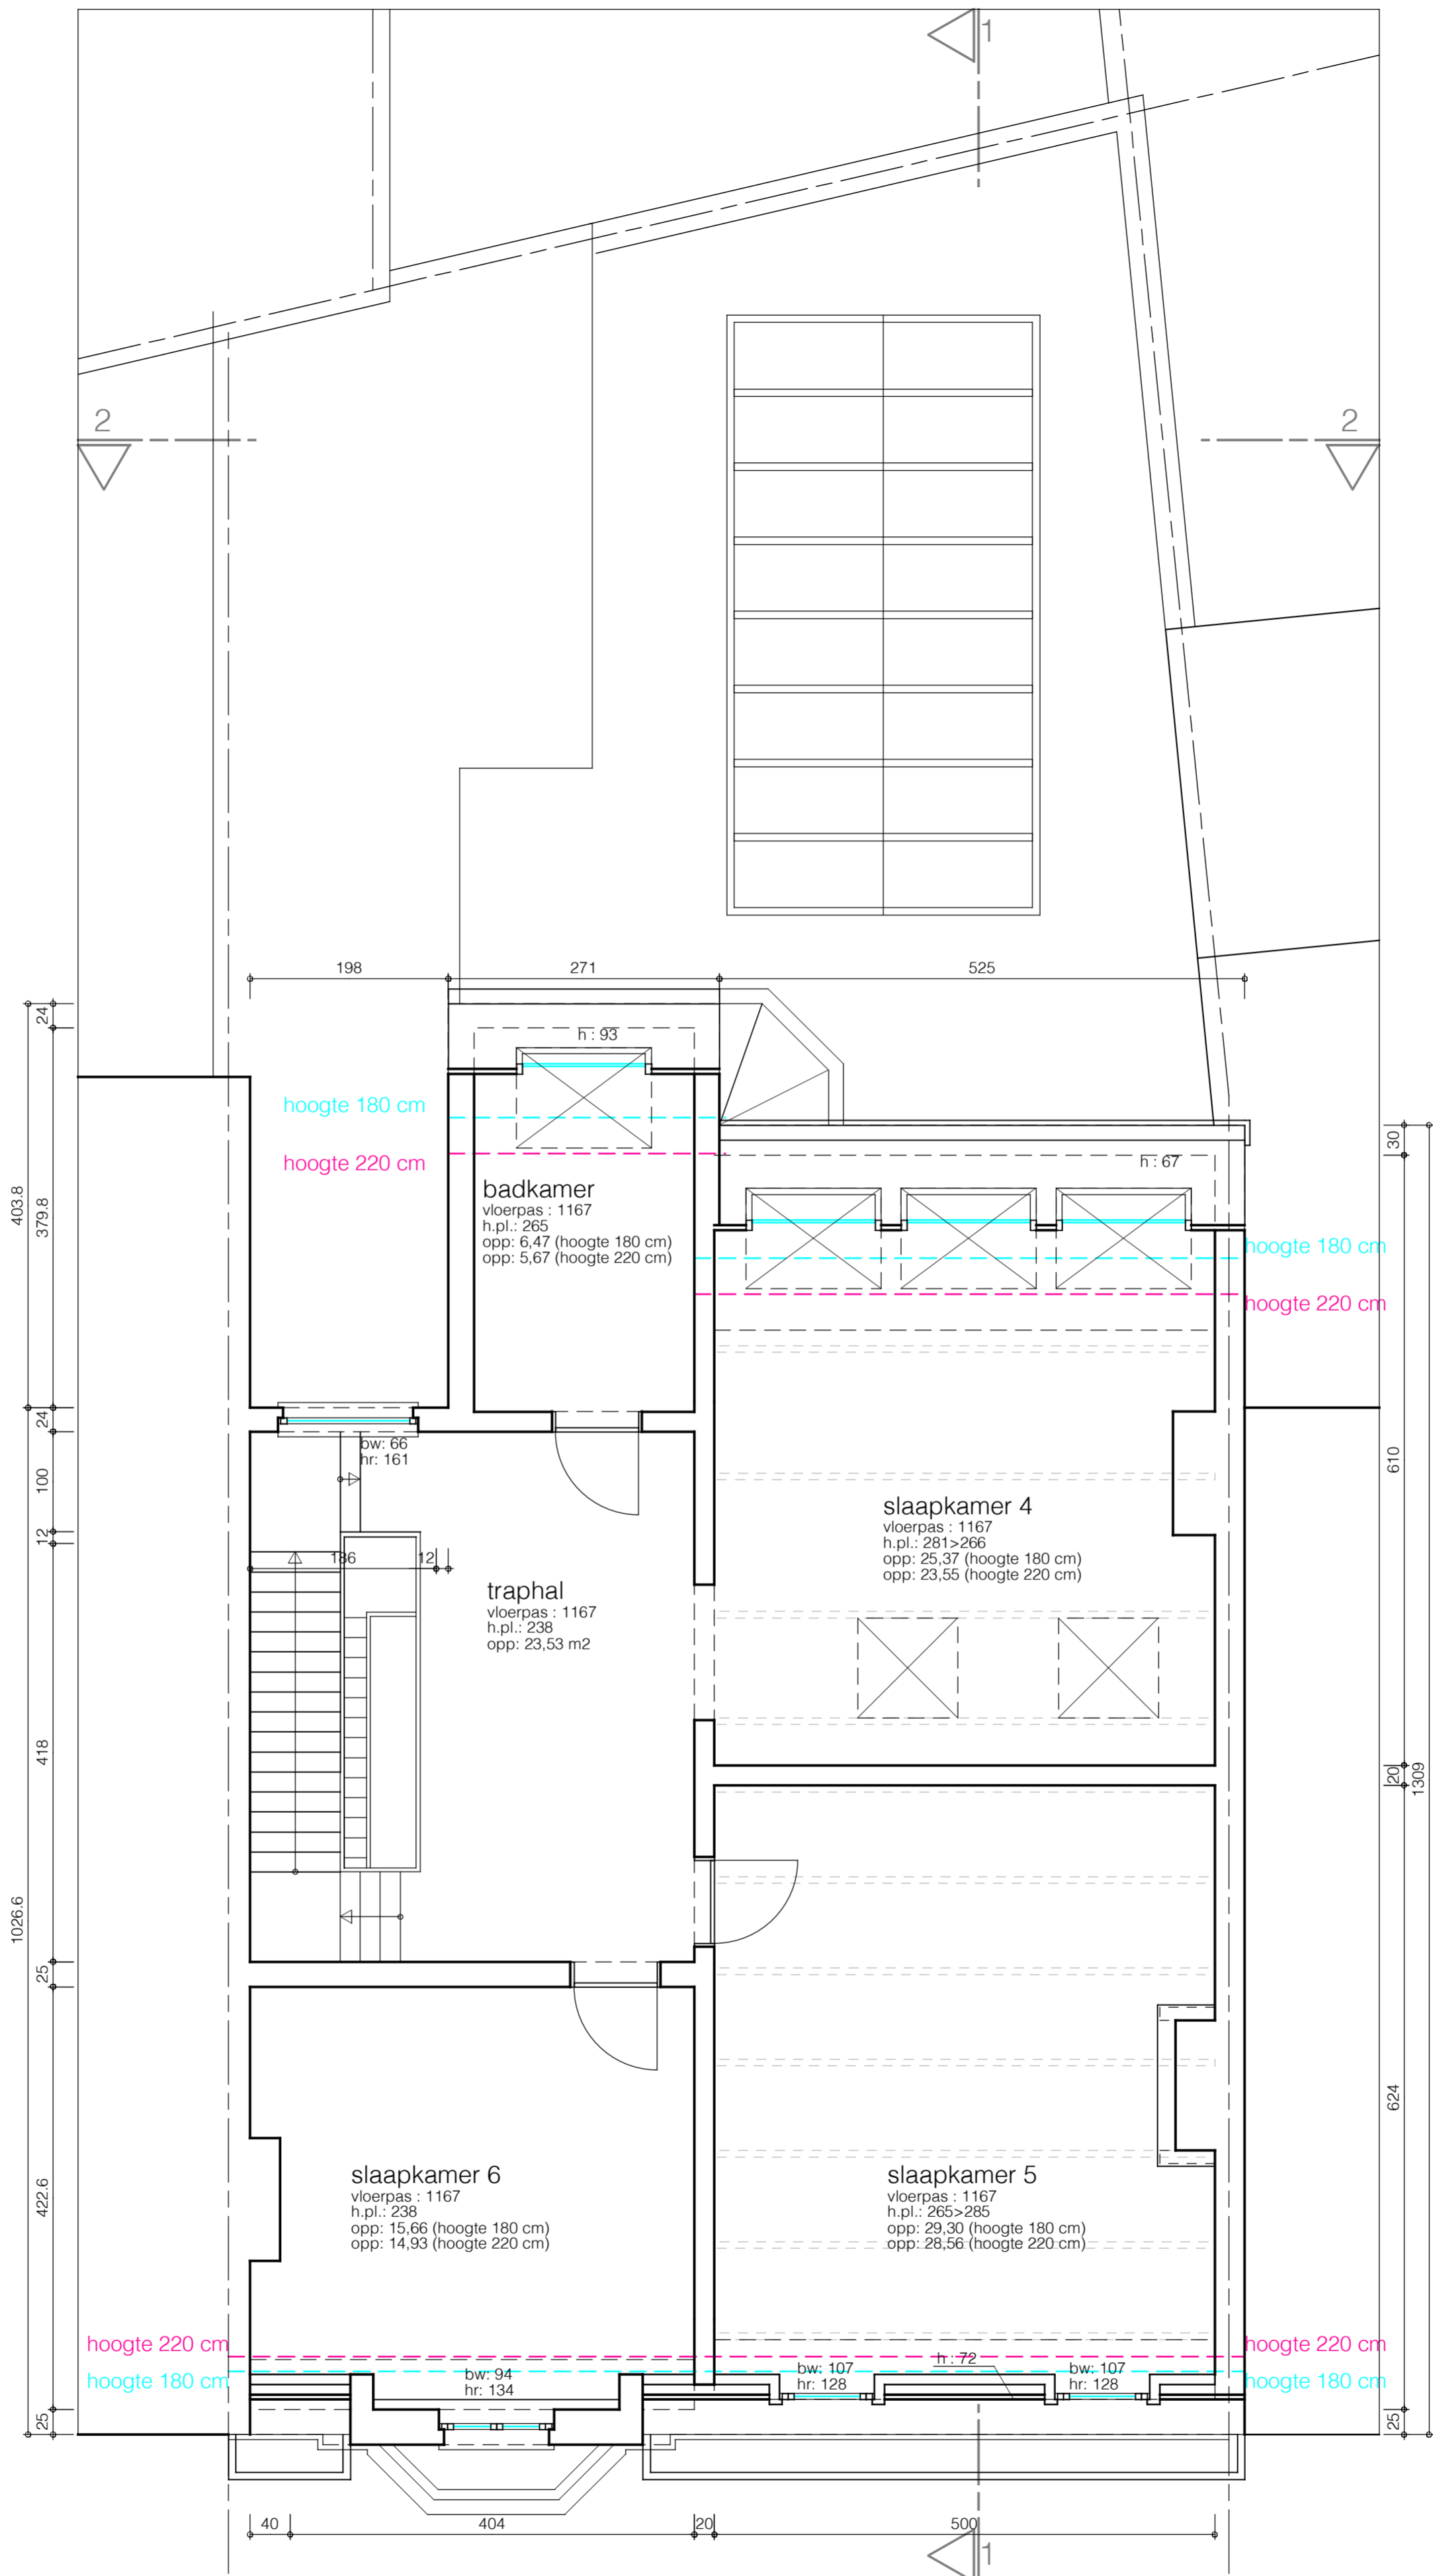 1
2
2
198
271
525
24
h : 93
hoogte 180 cm
hoogte 220 cm
30
h : 67
badkamer
vloerpas : 1167
h.pl.: 265
opp: 6,47 (hoogte 180 cm)
opp: 5,67 (hoogte 220 cm)
403.8
379.8
hoogte 180 cm
hoogte 220 cm
24
bw: 66
hr: 161
100
610
12
186
12
slaapkamer 4
vloerpas : 1167
h.pl.: 281>266
opp: 25,37 (hoogte 180 cm)
opp: 23,55 (hoogte 220 cm)
traphal
vloerpas : 1167
h.pl.: 238
opp: 23,53 m2
418
20
1309
1026.6
25
624
422.6
slaapkamer 6
vloerpas : 1167
h.pl.: 238
opp: 15,66 (hoogte 180 cm)
opp: 14,93 (hoogte 220 cm)
slaapkamer 5
vloerpas : 1167
h.pl.: 265>285
opp: 29,30 (hoogte 180 cm)
opp: 28,56 (hoogte 220 cm)
hoogte 220 cm
hoogte 180 cm
bw: 94
hr: 134
bw: 107
hr: 128
h : 72
bw: 107
hr: 128
hoogte 220 cm
hoogte 180 cm
25
25
40
404
20
500
1